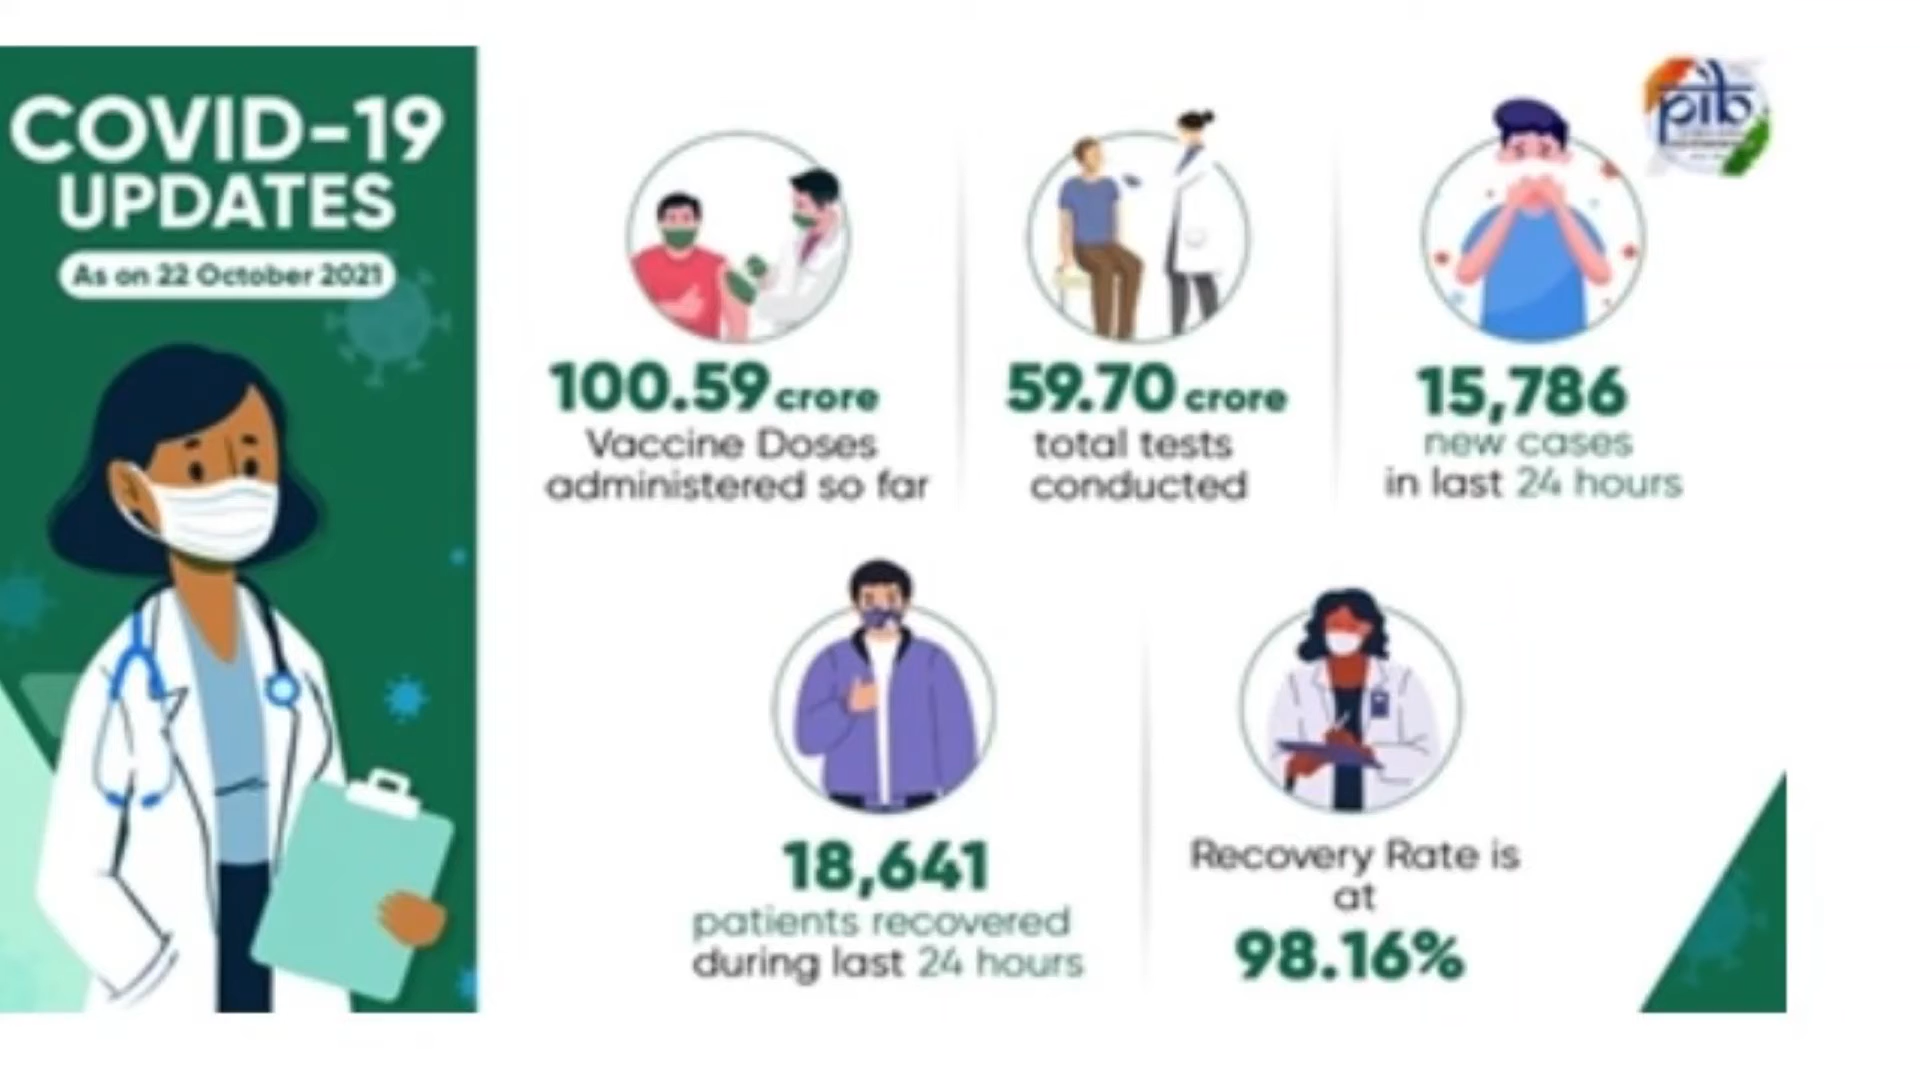 COVID-19
UPDATES
As on 22 October 2021
pib
100.59 crore
Vaccine Doses
administered so far
59.70 crore
total tests
conducted
15,786
new cases
in last 24 hours
18,641
patients recovered
during last 24 hours
Recovery Rate is
at
98.16%